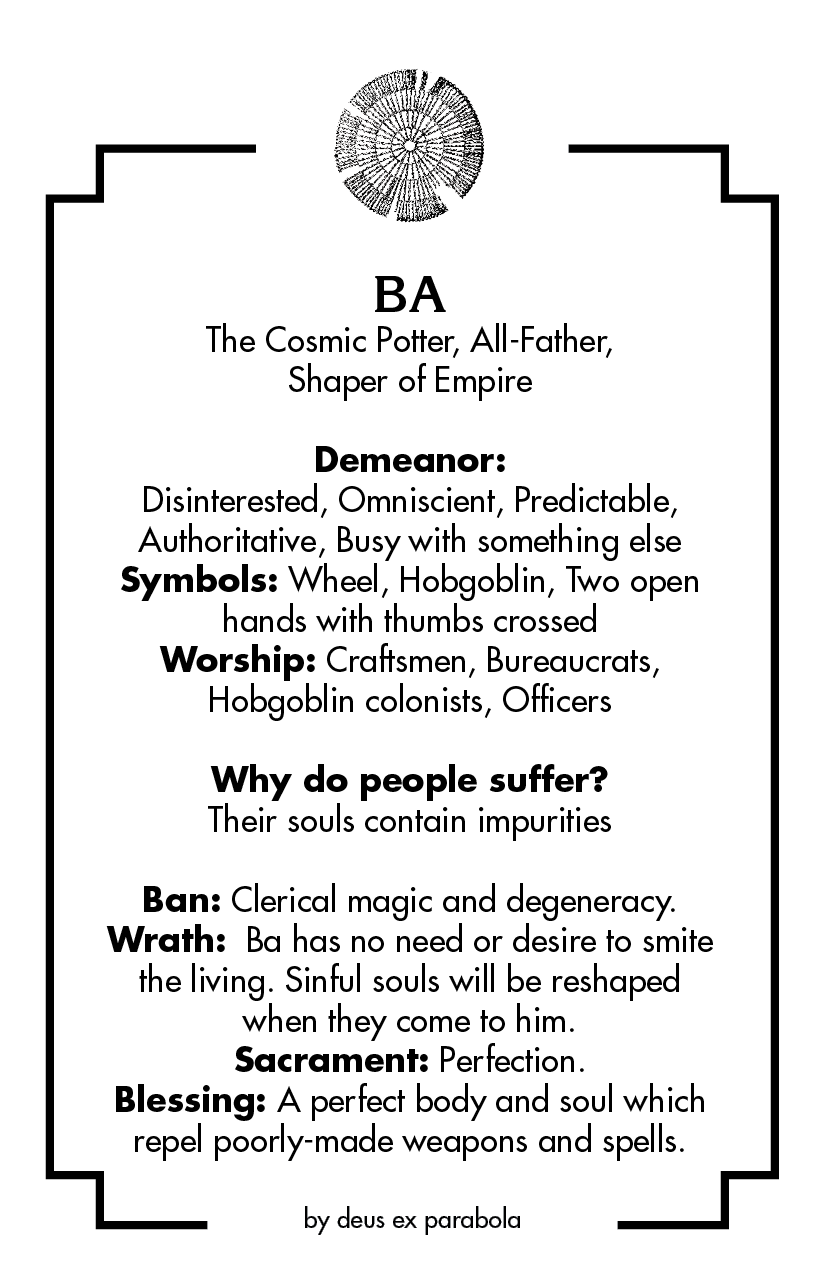 BA
The Cosmic Potter, All-Father,
Shaper of Empire
Demeanor:
Disinterested, Omniscient, Predictable,
Authoritative, Busy with something else
Symbols: Wheel, Hobgoblin, Two open
hands with thumbs crossed
Worship: Craftsmen, Bureaucrats,
Hobgoblin colonists, Officers
Why do people suffer?
Their souls contain impurities
Ban: Clerical magic and degeneracy.
Wrath:  Ba has no need or desire to smite
the living. Sinful souls will be reshaped
when they come to him.
Sacrament: Perfection.
Blessing: A perfect body and soul which
repel poorly-made weapons and spells.
by deus ex parabola